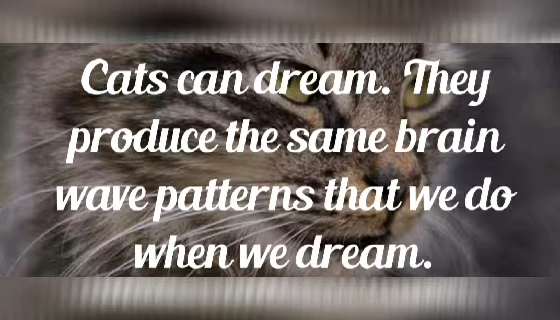 Cats can dream. They
produce the same brain
wave patterns that we do
when we dream.